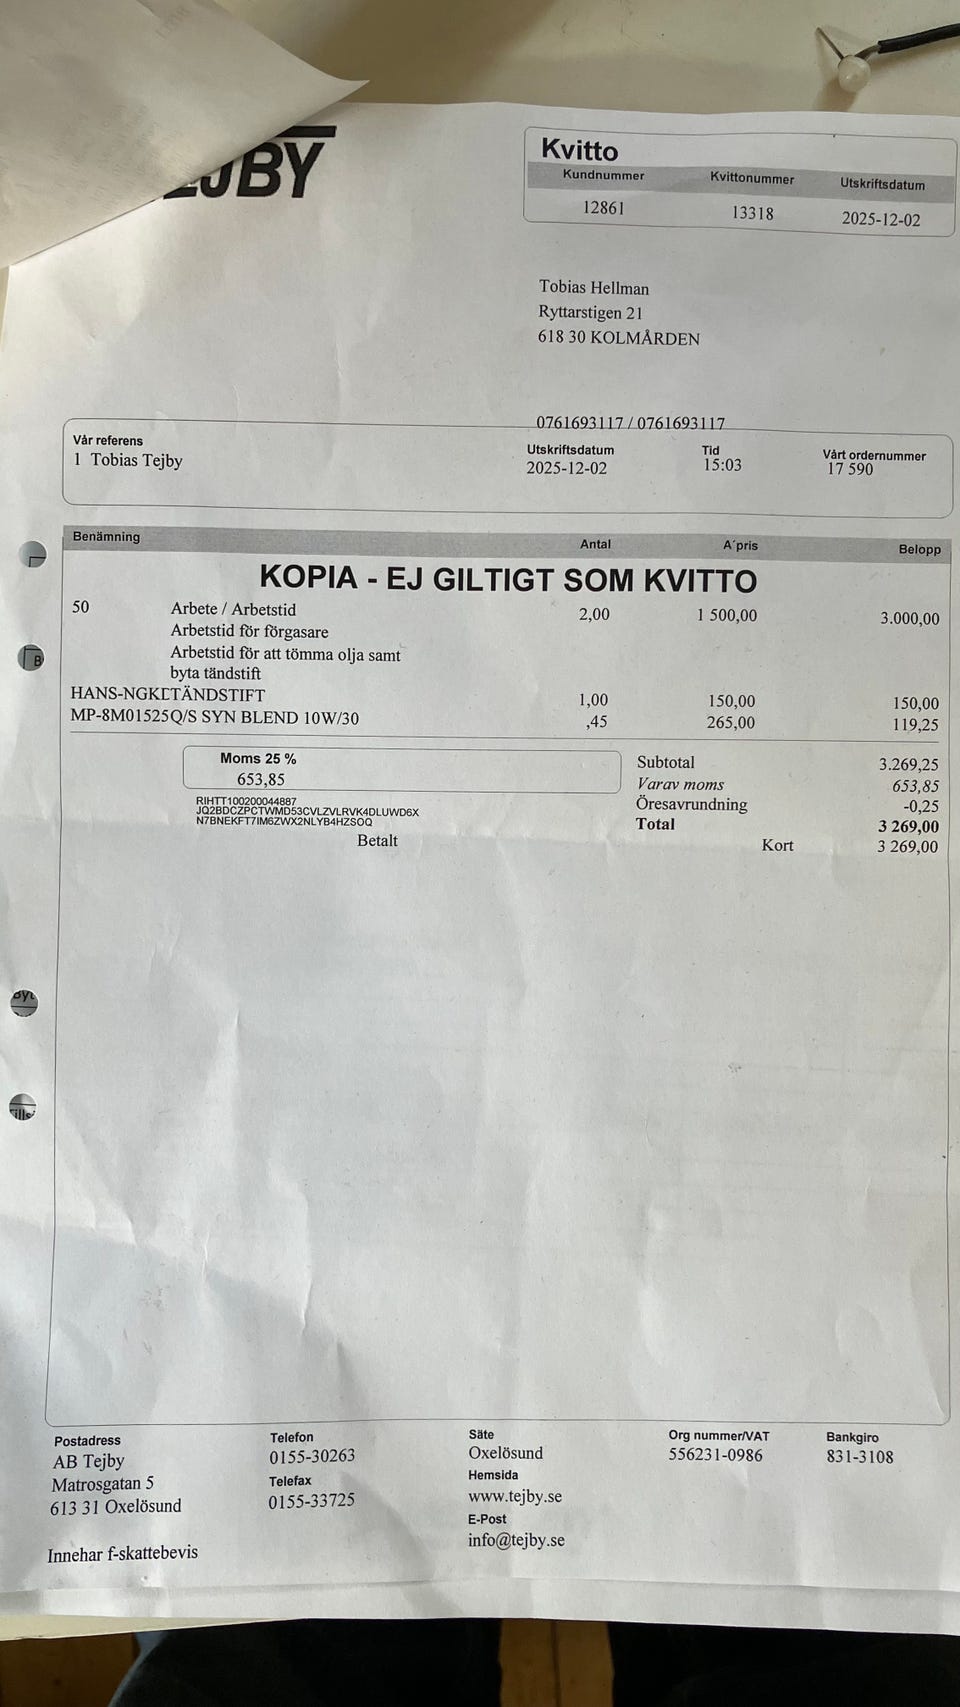 JBY
Kvitto
Kundnummer Kvittonummer Utskriftsdatum
12861 13318 2025-12-02
Tobias Hellman
Ryttarstigen 21
618 30 KOLMÅRDEN
0761693117 / 0761693117
Vår referens Utskriftsdatum Tid Vårt ordernummer
1 Tobias Tejby 2025-12-02 15:03 17 590
Benämning Antal A´pris Belopp
KOPIA - EJ GILTIGT SOM KVITTO
50 Arbete / Arbetstid 2,00 1 500,00 3.000,00
Arbetstid för förgasare
Arbetstid för att tömma olja samt
byta tändstift
HANS-NGKETÄNDSTIFT 1,00 150,00 150,00
MP-8M01525Q/S SYN BLEND 10W/30 ,45 265,00 119,25
Moms 25 % Subtotal 3.269,25
653,85 Varav moms 653,85
RIHTT100200044887 Öresavrundning -0,25
JQ2BDCZPCTWMD53CVLZVLRVK4DLUWD6X
N7BNEKFT7IM6ZWX2NLYB4HZSOQ Total 3 269,00
Betalt Kort 3 269,00
B
Byt
Tills
Postadress Telefon Säte Org nummer/VAT Bankgiro
AB Tejby 0155-30263 Oxelösund 556231-0986 831-3108
Matrosgatan 5 Telefax Hemsida
613 31 Oxelösund 0155-33725 www.tejby.se
E-Post
Innehar f-skattebevis info@tejby.se